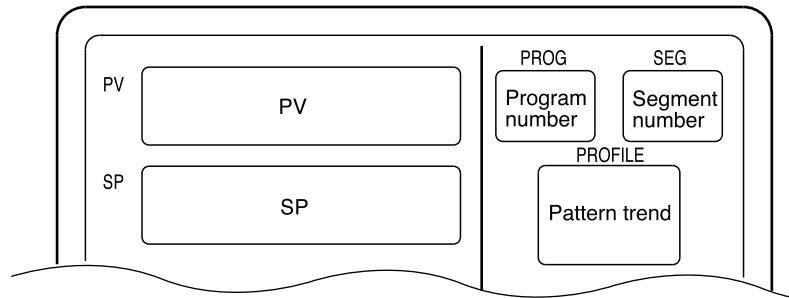 PV
PV
SP
SP
PROG
SEG
Program
number
Segment
number
PROFILE
Pattern trend